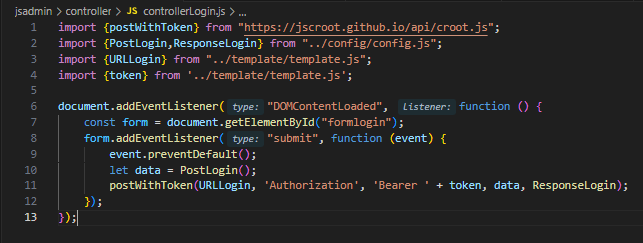 jsadmin > controller > JS controllerLogin.js > ...
1 import {postWithToken} from "https://jscroot.github.io/api/croot.js";
2 import {PostLogin,ResponseLogin} from "../config/config.js";
3 import {URLLogin} from "../template/template.js";
4 import {token} from '../template/template.js';
5
6 document.addEventListener( type: "DOMContentLoaded", listener: function () {
7 const form = document.getElementById("formlogin");
8 form.addEventListener( type: "submit", function (event) {
9 event.preventDefault();
10 let data = PostLogin();
11 postWithToken(URLLogin, 'Authorization', 'Bearer ' + token, data, ResponseLogin);
12 });
13 });